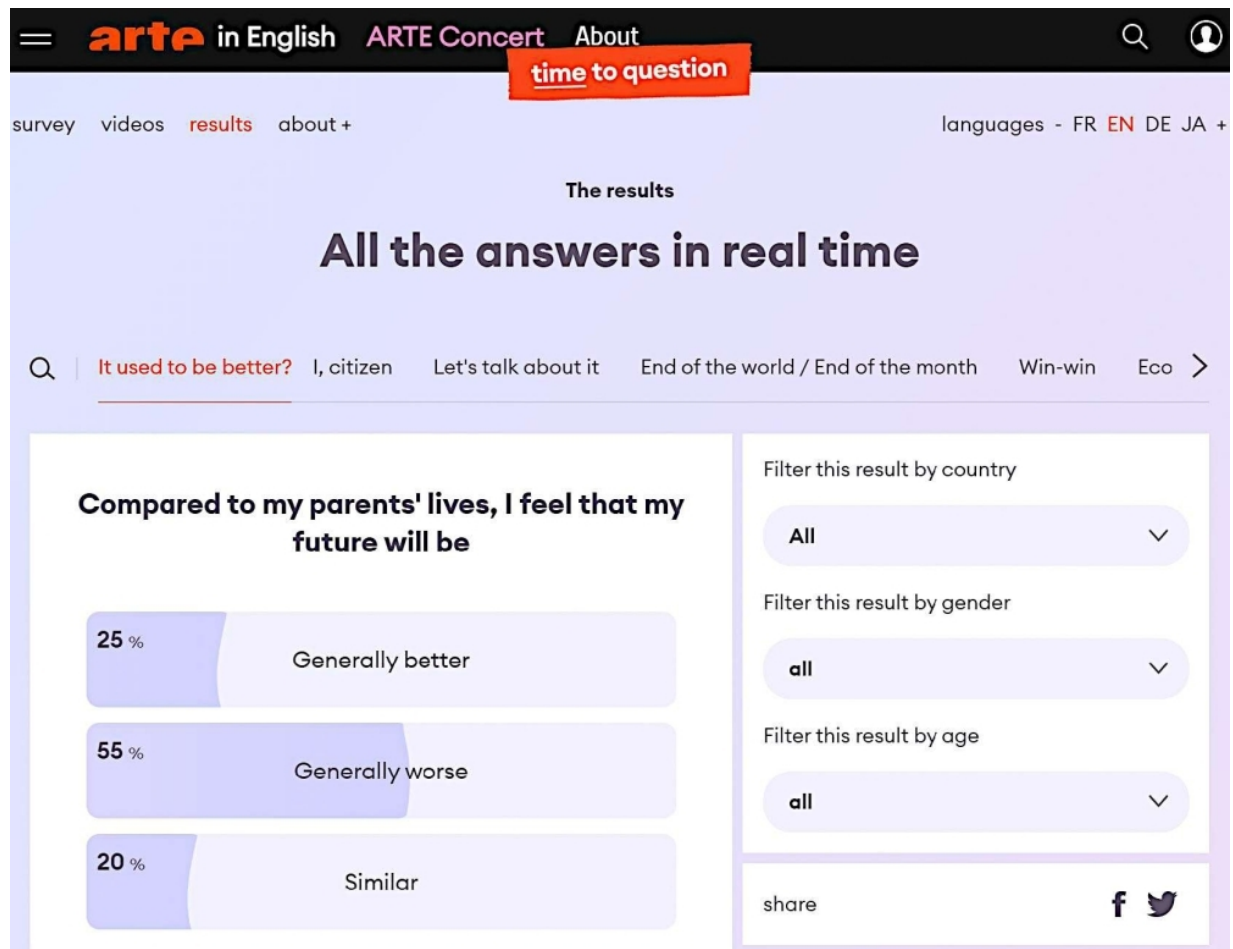 arte in English ARTE Concert About
time to question
survey videos results about +
languages - FR EN DE JA +
The results
All the answers in real time
It used to be better? I, citizen Let's talk about it End of the world / End of the month Win-win Eco
Compared to my parents' lives, I feel that my
future will be
25 %
Generally better
55 %
Generally worse
20 %
Similar
Filter this result by country
All
Filter this result by gender
all
Filter this result by age
all
share